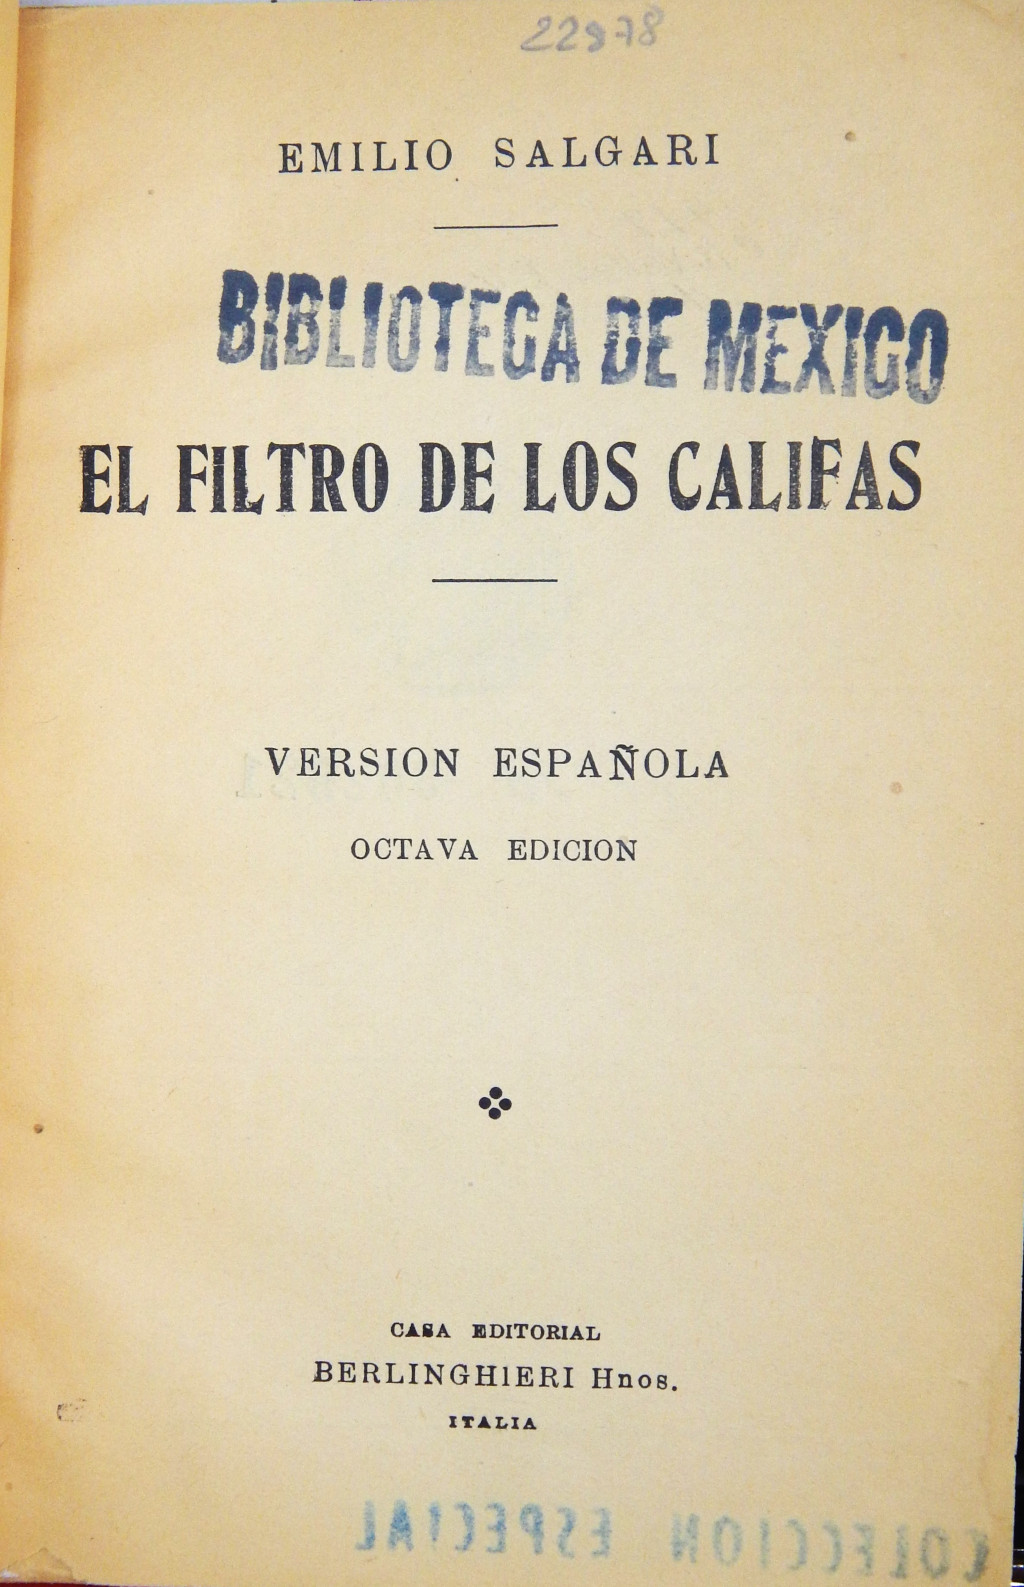 22978
EMILIO SALGARI
BIBLIOTECA DE MEXICO
EL FILTRO DE LOS CALIFAS
VERSION ESPAÑOLA
OCTAVA EDICION
CASA EDITORIAL
BERLINGHIERI Hnos.
ITALIA
COLECCION ESPECIAL